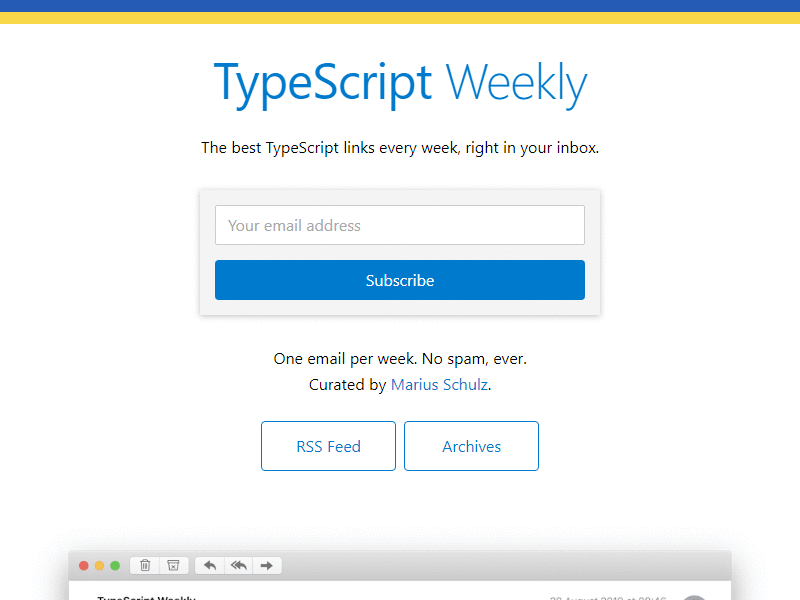 TypeScript Weekly
The best TypeScript links every week, right in your inbox.
Your email address
Subscribe
One email per week. No spam, ever.
Curated by Marius Schulz.
RSS Feed
Archives
TypeScript Weekly